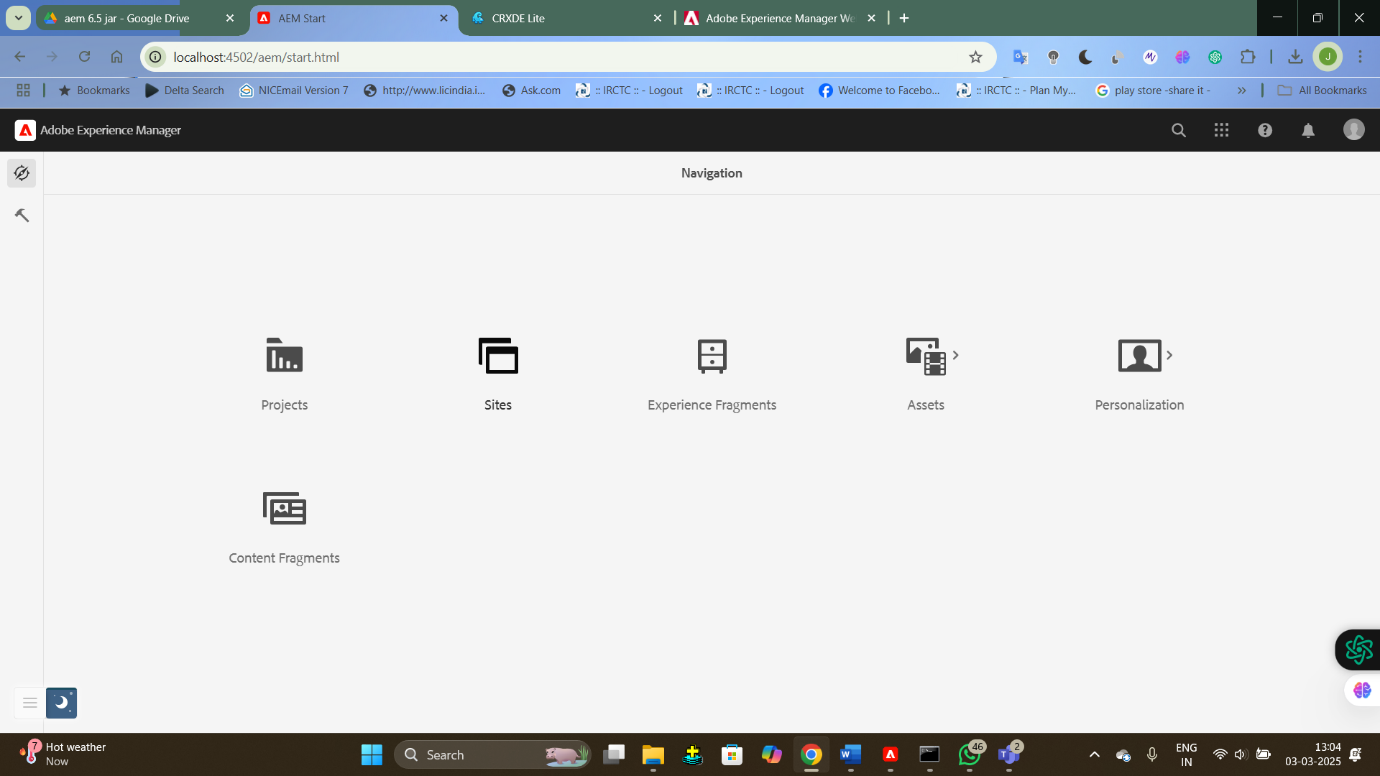 aem 6.5 jar - Google Drive
AEM Start
CRXDE Lite
Adobe Experience Manager We
localhost:4502/aem/start.html
J
Bookmarks
Delta Search
NICEmail Version 7
http://www.licindia.i...
Ask.com
:: IRCTC :: - Logout
:: IRCTC :: - Logout
Welcome to Facebo...
:: IRCTC :: - Plan My...
play store -share it -
All Bookmarks
Adobe Experience Manager
Navigation
Projects
Sites
Experience Fragments
Assets
Personalization
Content Fragments
7
Hot weather
Now
Search
46
2
ENG
IN
13:04
03-03-2025